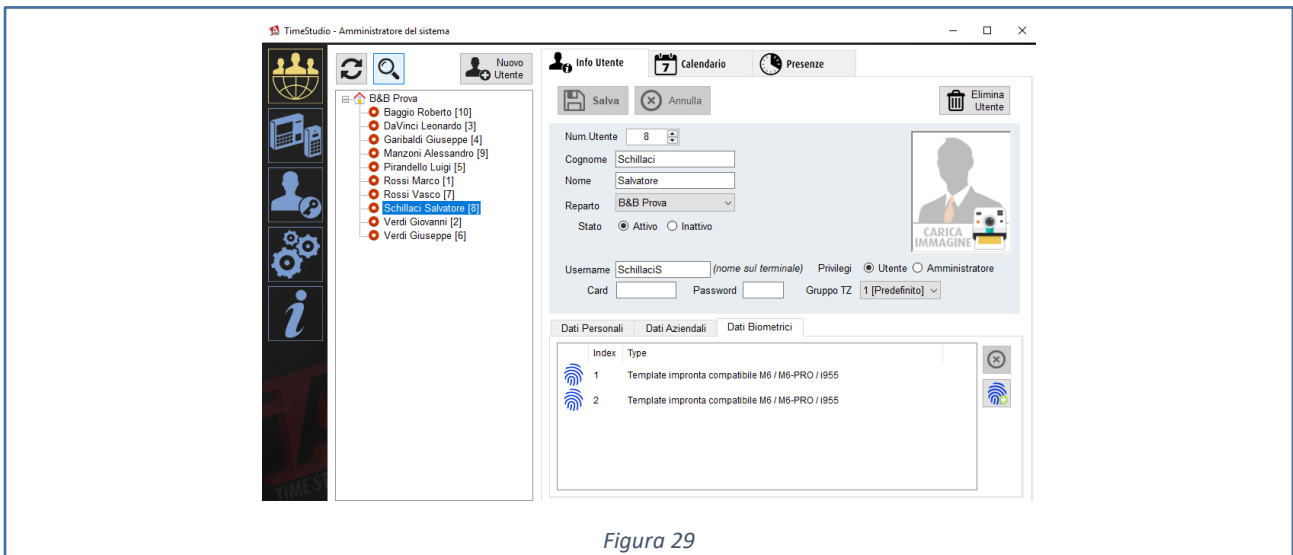 TimeStudio - Amministratore del sistema
Nuovo
Utente
Info Utente
7
Calendario
Presenze
B&B Prova
Baggio Roberto [10]
DaVinci Leonardo [3]
Garibaldi Giuseppe [4]
Manzoni Alessandro [9]
Pirandello Luigi [5]
Rossi Marco [1]
Rossi Vasco [7]
Schillaci Salvatore [8]
Verdi Giovanni [2]
Verdi Giuseppe [6]
Salva
Annulla
Elimina
Utente
Num.Utente 8
Cognome Schillaci
Nome Salvatore
Reparto B&B Prova
Stato Attivo Inattivo
CARICA
IMMAGINE
Username SchillaciS (nome sul terminale) Privilegi Utente Amministratore
Card Password Gruppo TZ 1 [Predefinito]
Dati Personali Dati Aziendali Dati Biometrici
Index Type
1 Template impronta compatibile M6 / M6-PRO / i955
2 Template impronta compatibile M6 / M6-PRO / i955
TIME ST
Figura 29